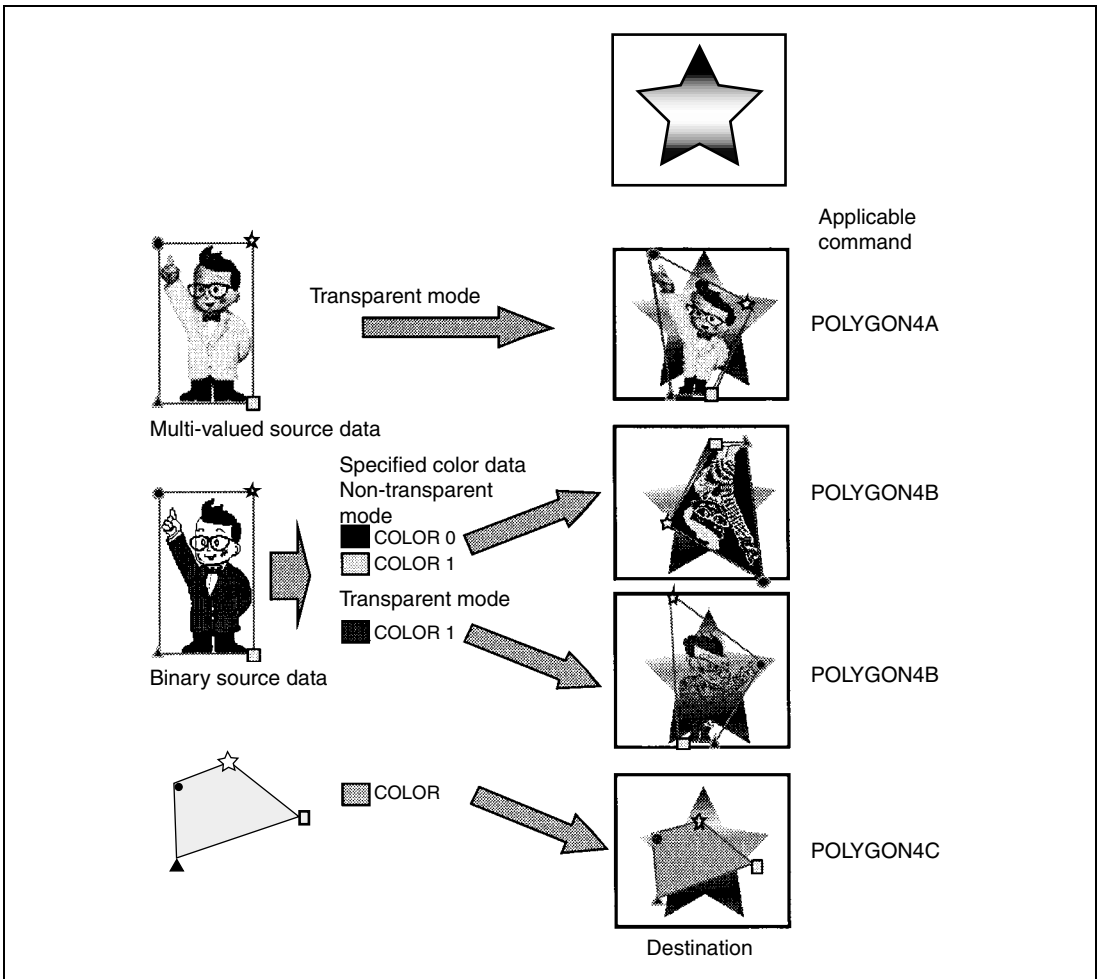 Applicable
command
Transparent mode
POLYGON4A
Multi-valued source data
Specified color data
Non-transparent
mode
COLOR 0
COLOR 1
POLYGON4B
Transparent mode
COLOR 1
POLYGON4B
Binary source data
COLOR
POLYGON4C
Destination